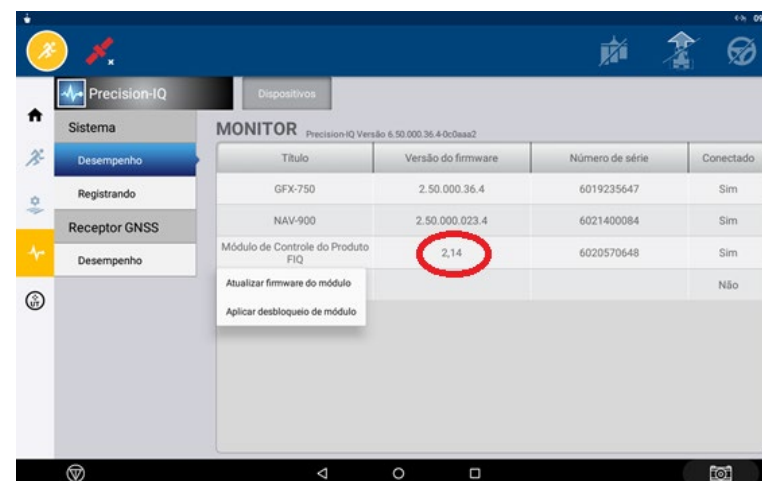 09
Precision-IQ
Dispositivos
Sistema
MONITOR Precision-IQ Versão 6.50.000.36.4-0c0aaa2
Desempenho
Título Versão do firmware Número de série Conectado
Registrando
GFX-750 2.50.000.36.4 6019235647 Sim
Receptor GNSS
NAV-900 2.50.000.023.4 6021400084 Sim
Desempenho
Módulo de Controle do Produto
FIQ 2,14 6020570648 Sim
Atualizar firmware do módulo
Não
Aplicar desbloqueio de módulo
UT